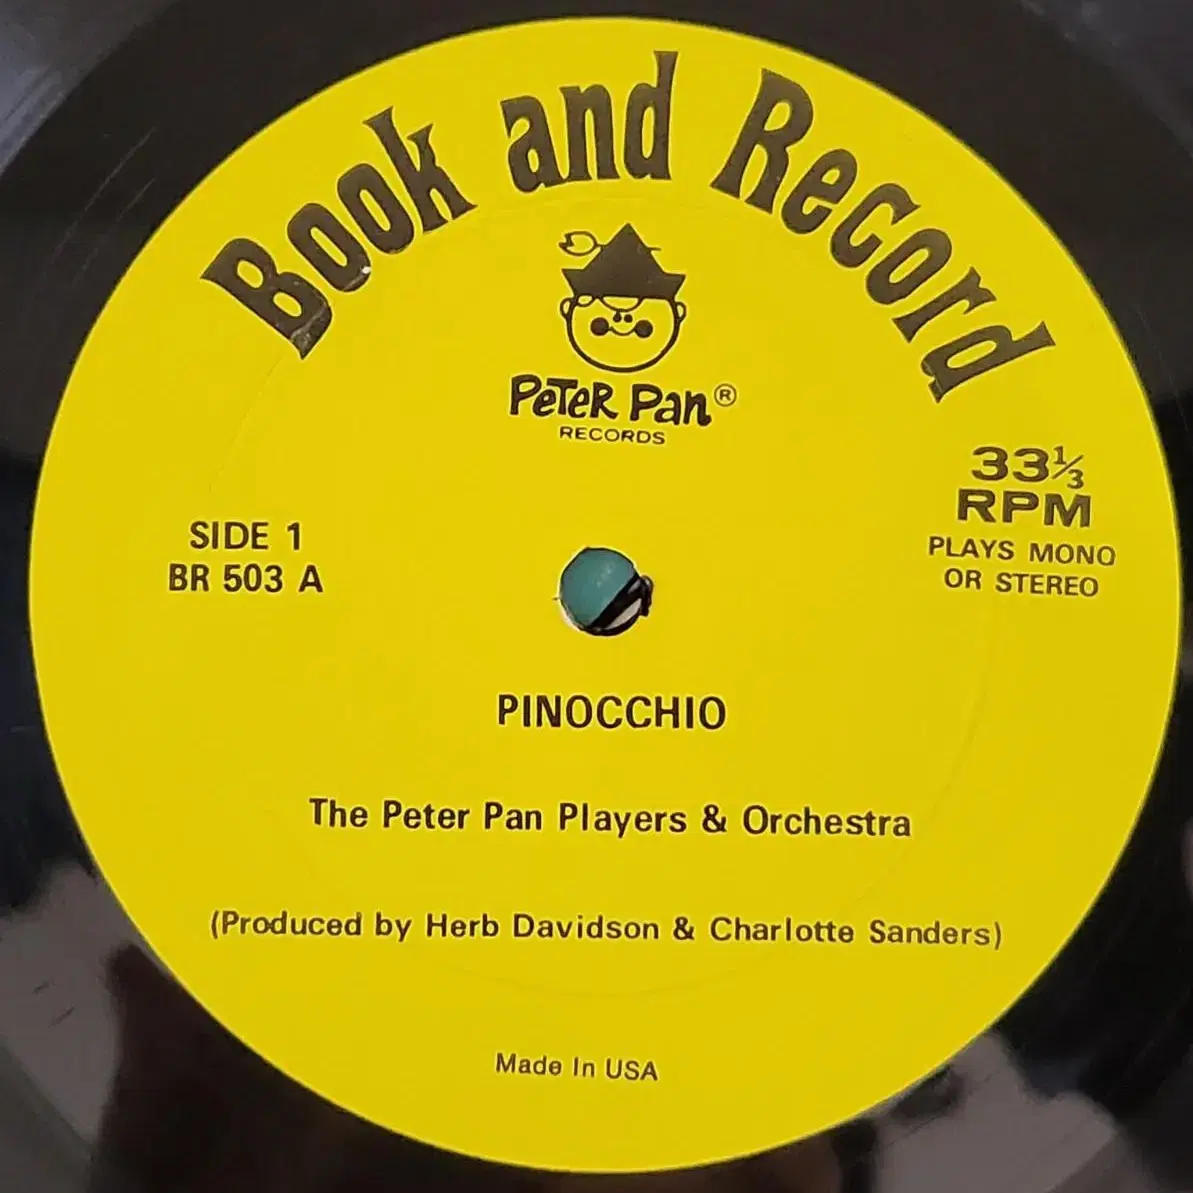 Book and Record
PETER PAN®
RECORDS
33⅓
RPM
PLAYS MONO
OR STEREO
SIDE 1
BR 503 A
PINOCCHIO
The Peter Pan Players & Orchestra
(Produced by Herb Davidson & Charlotte Sanders)
Made In USA